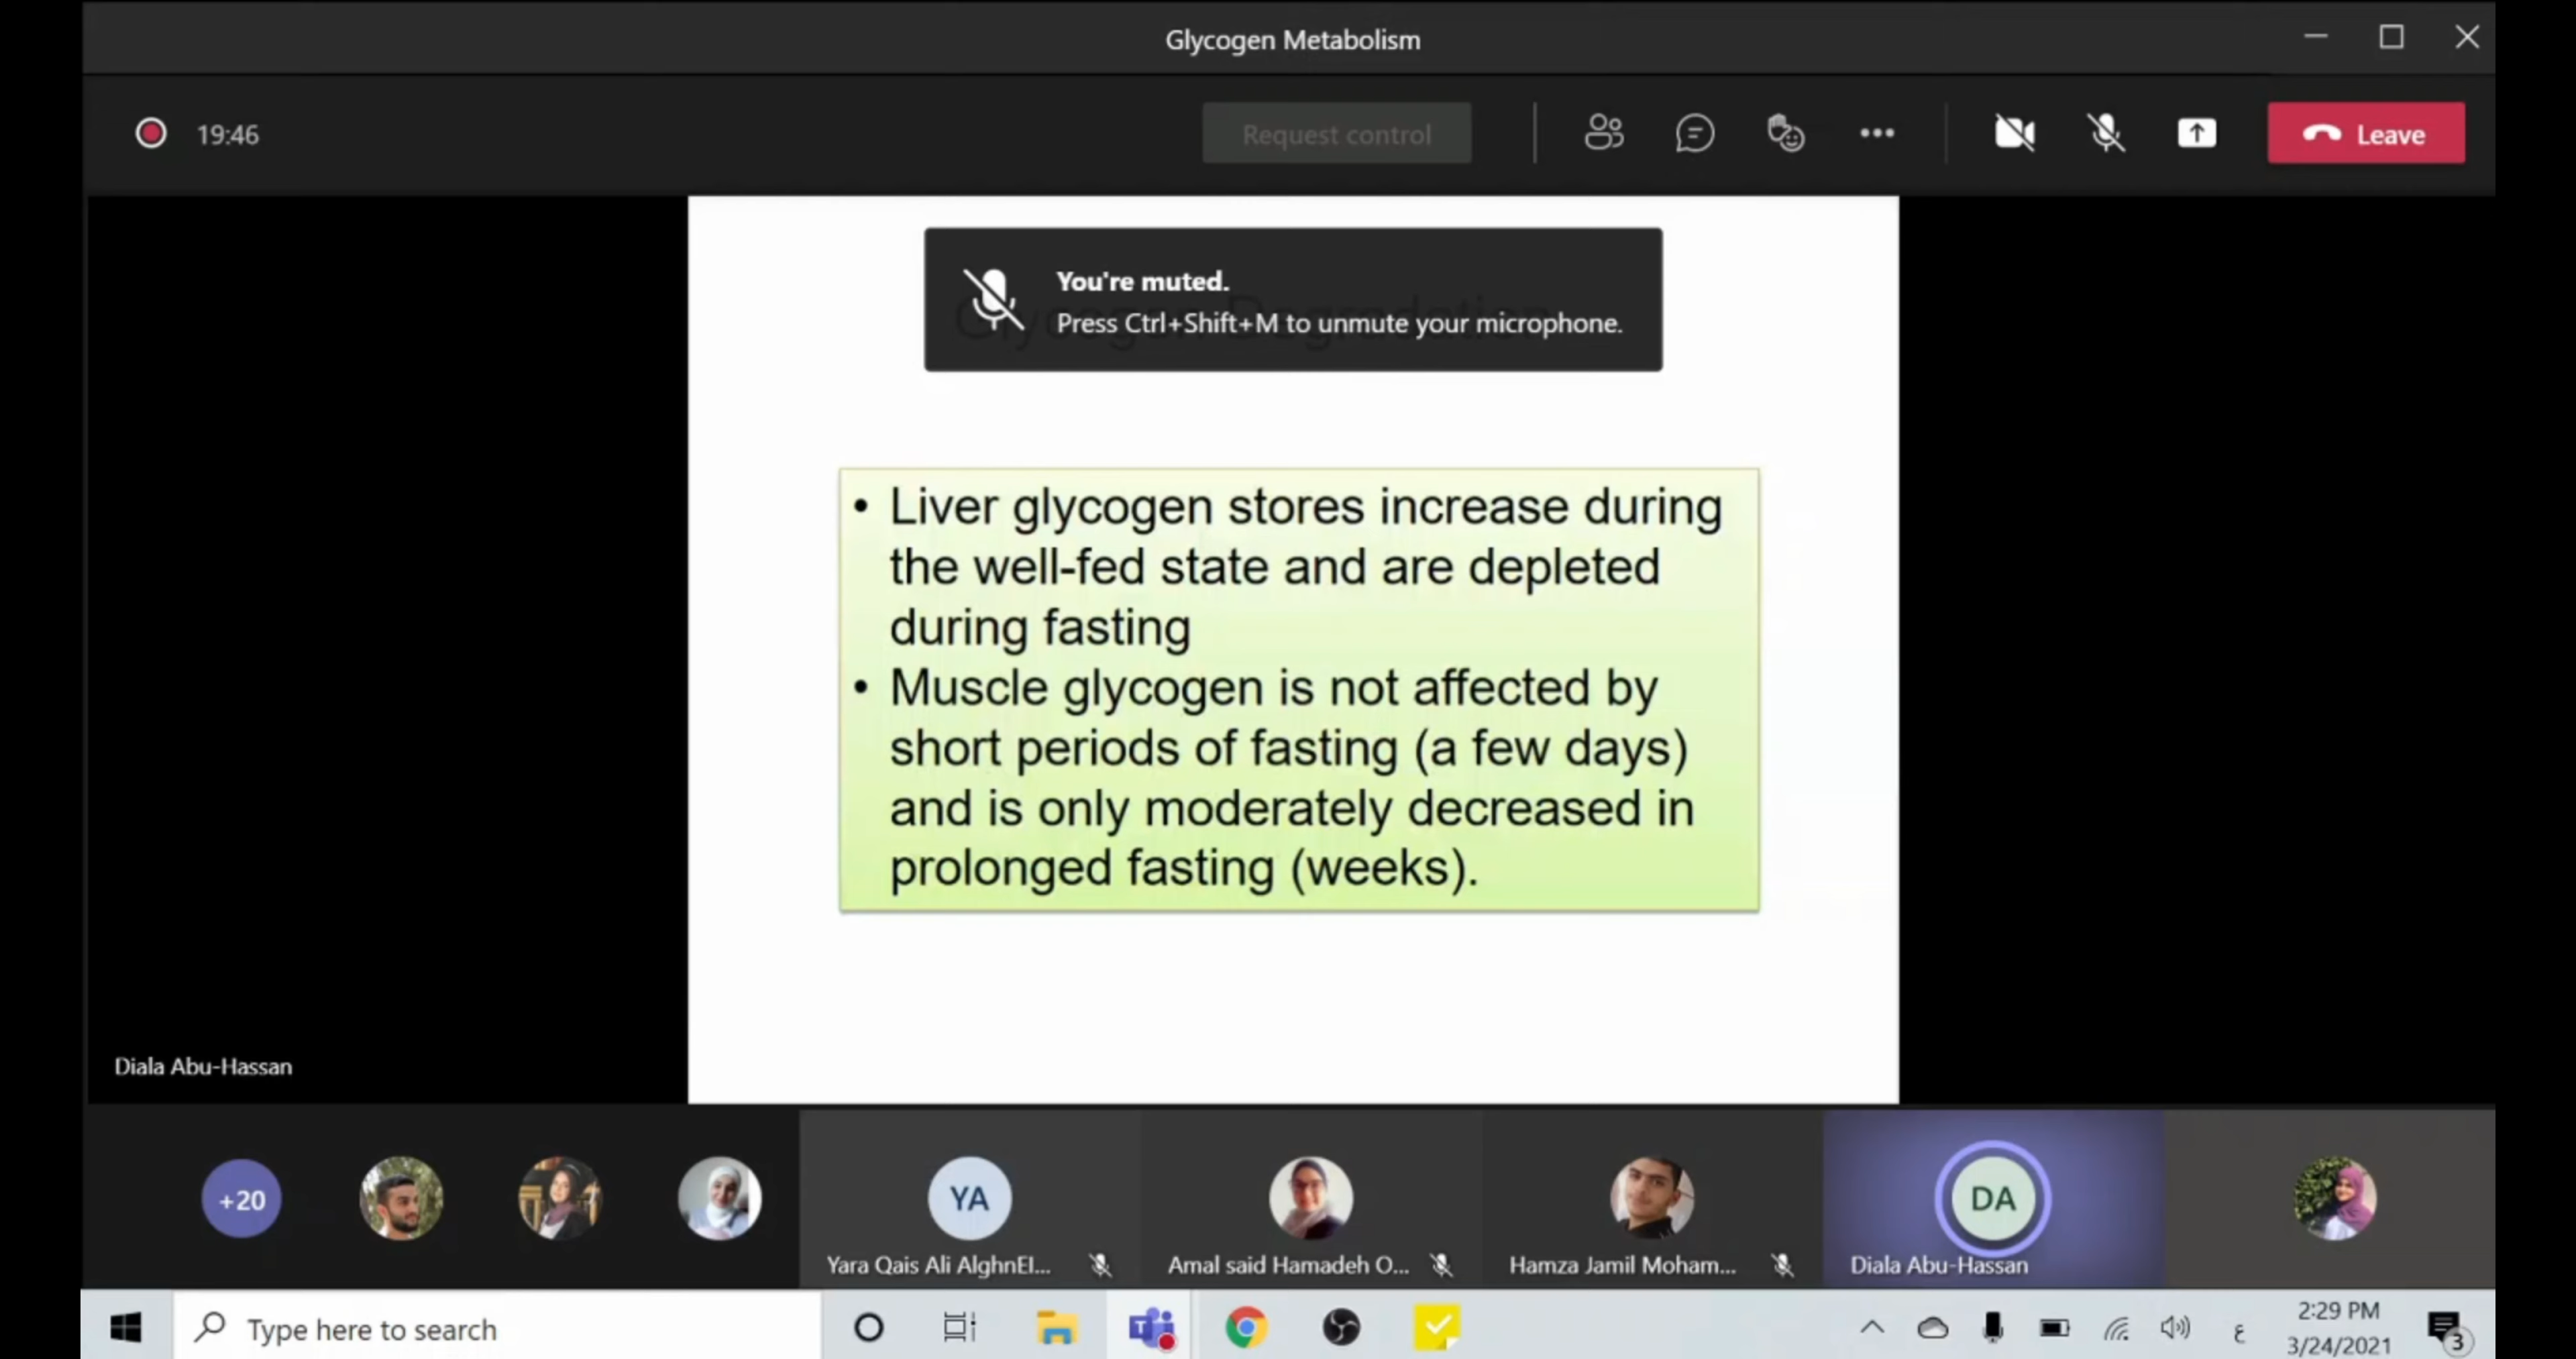 Glycogen Metabolism
19:46
Request control
Leave
You're muted.
Press Ctrl+Shift+M to unmute your microphone.
Glycogen Degradation
• Liver glycogen stores increase during
the well-fed state and are depleted
during fasting
• Muscle glycogen is not affected by
short periods of fasting (a few days)
and is only moderately decreased in
prolonged fasting (weeks).
Diala Abu-Hassan
+20
YA
DA
Yara Qais Ali AlghnEI...
Amal said Hamadeh O...
Hamza Jamil Moham...
Diala Abu-Hassan
Type here to search
ع
2:29 PM
3/24/2021
3